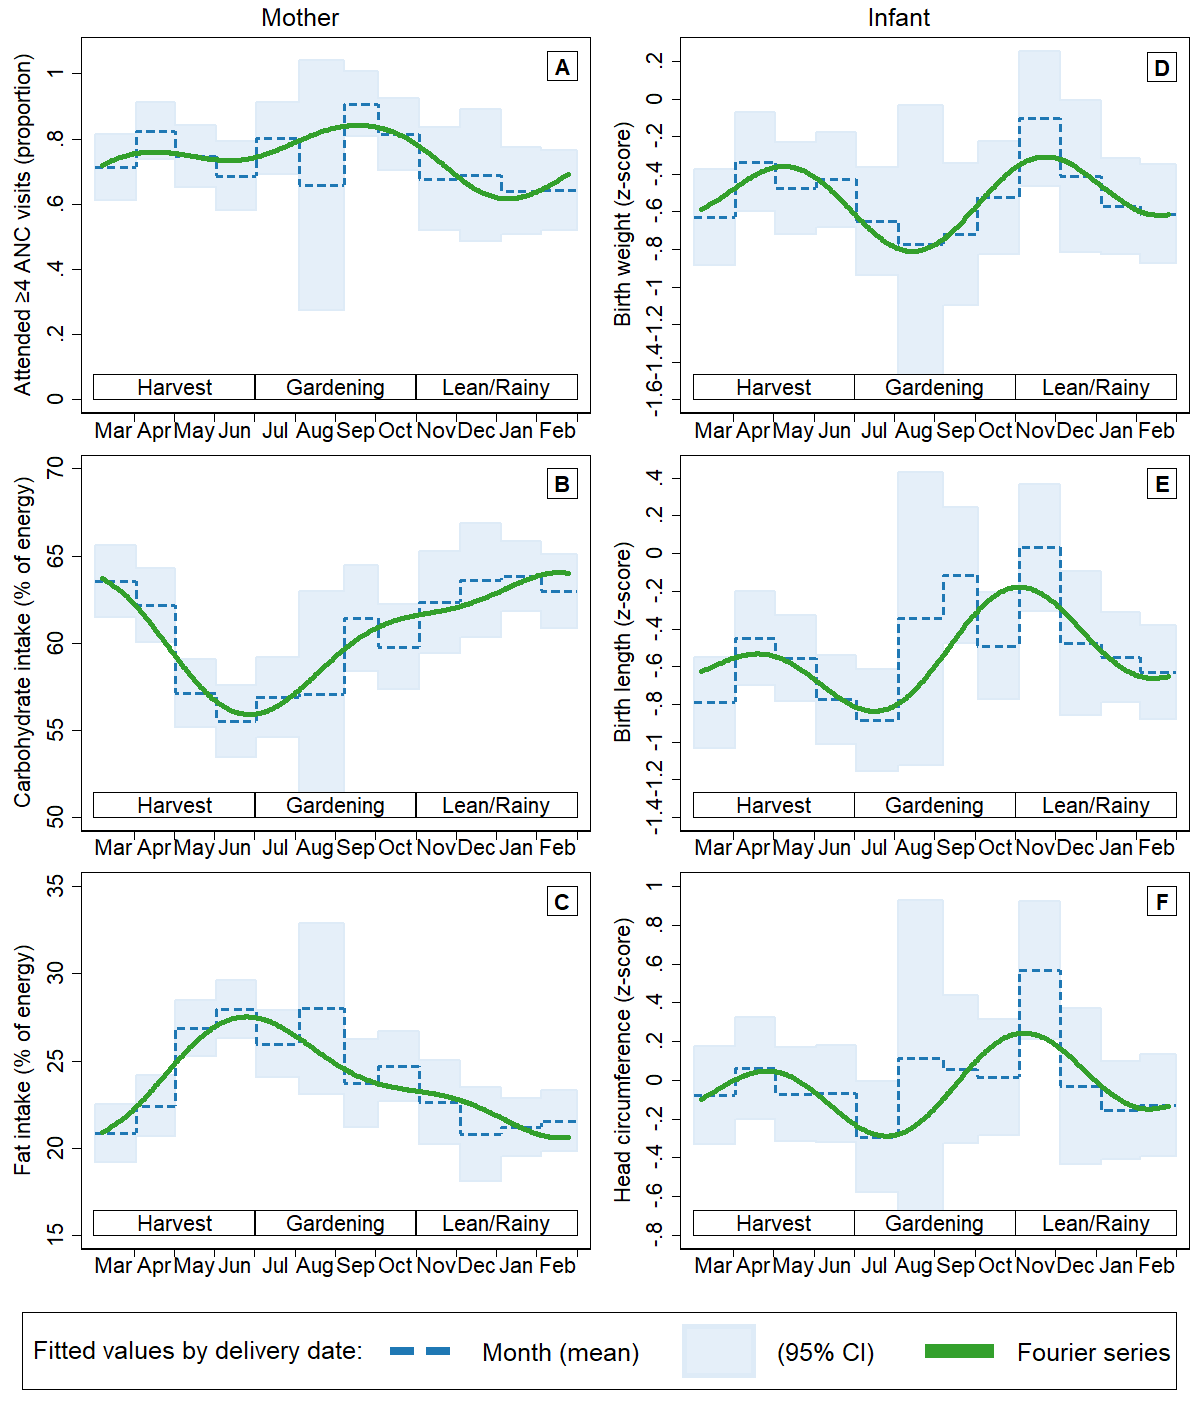 Mother
Infant
Attended ≥4 ANC visits (proportion)
1
.8
.6
.4
.2
0
A
Harvest
Gardening
Lean/Rainy
Mar Apr May Jun Jul Aug Sep Oct Nov Dec Jan Feb
Birth weight (z-score)
.2
0
-.2
-.4
-.6
-.8
-1
-1.2
-1.4
-1.6
D
Harvest
Gardening
Lean/Rainy
Mar Apr May Jun Jul Aug Sep Oct Nov Dec Jan Feb
Carbohydrate intake (% of energy)
70
65
60
55
50
B
Harvest
Gardening
Lean/Rainy
Mar Apr May Jun Jul Aug Sep Oct Nov Dec Jan Feb
Birth length (z-score)
.4
.2
0
-.2
-.4
-.6
-.8
-1
-1.2
-1.4
E
Harvest
Gardening
Lean/Rainy
Mar Apr May Jun Jul Aug Sep Oct Nov Dec Jan Feb
Fat intake (% of energy)
35
30
25
20
15
C
Harvest
Gardening
Lean/Rainy
Mar Apr May Jun Jul Aug Sep Oct Nov Dec Jan Feb
Head circumference (z-score)
1
.8
.6
.4
.2
0
-.2
-.4
-.6
-.8
F
Harvest
Gardening
Lean/Rainy
Mar Apr May Jun Jul Aug Sep Oct Nov Dec Jan Feb
Fitted values by delivery date: Month (mean) (95% CI) Fourier series